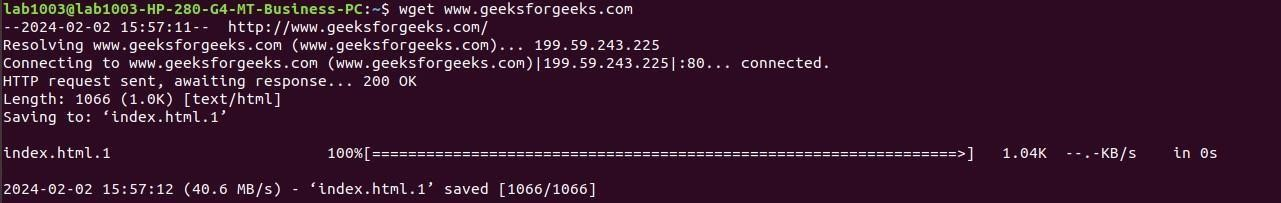 lab1003@lab1003-HP-280-G4-MT-Business-PC:~$ wget www.geeksforgeeks.com
--2024-02-02 15:57:11--  http://www.geeksforgeeks.com/
Resolving www.geeksforgeeks.com (www.geeksforgeeks.com)... 199.59.243.225
Connecting to www.geeksforgeeks.com (www.geeksforgeeks.com)|199.59.243.225|:80... connected.
HTTP request sent, awaiting response... 200 OK
Length: 1066 (1.0K) [text/html]
Saving to: ‘index.html.1’
index.html.1                        100%[=================================================================>]   1.04K  --.-KB/s    in 0s
2024-02-02 15:57:12 (40.6 MB/s) - ‘index.html.1’ saved [1066/1066]